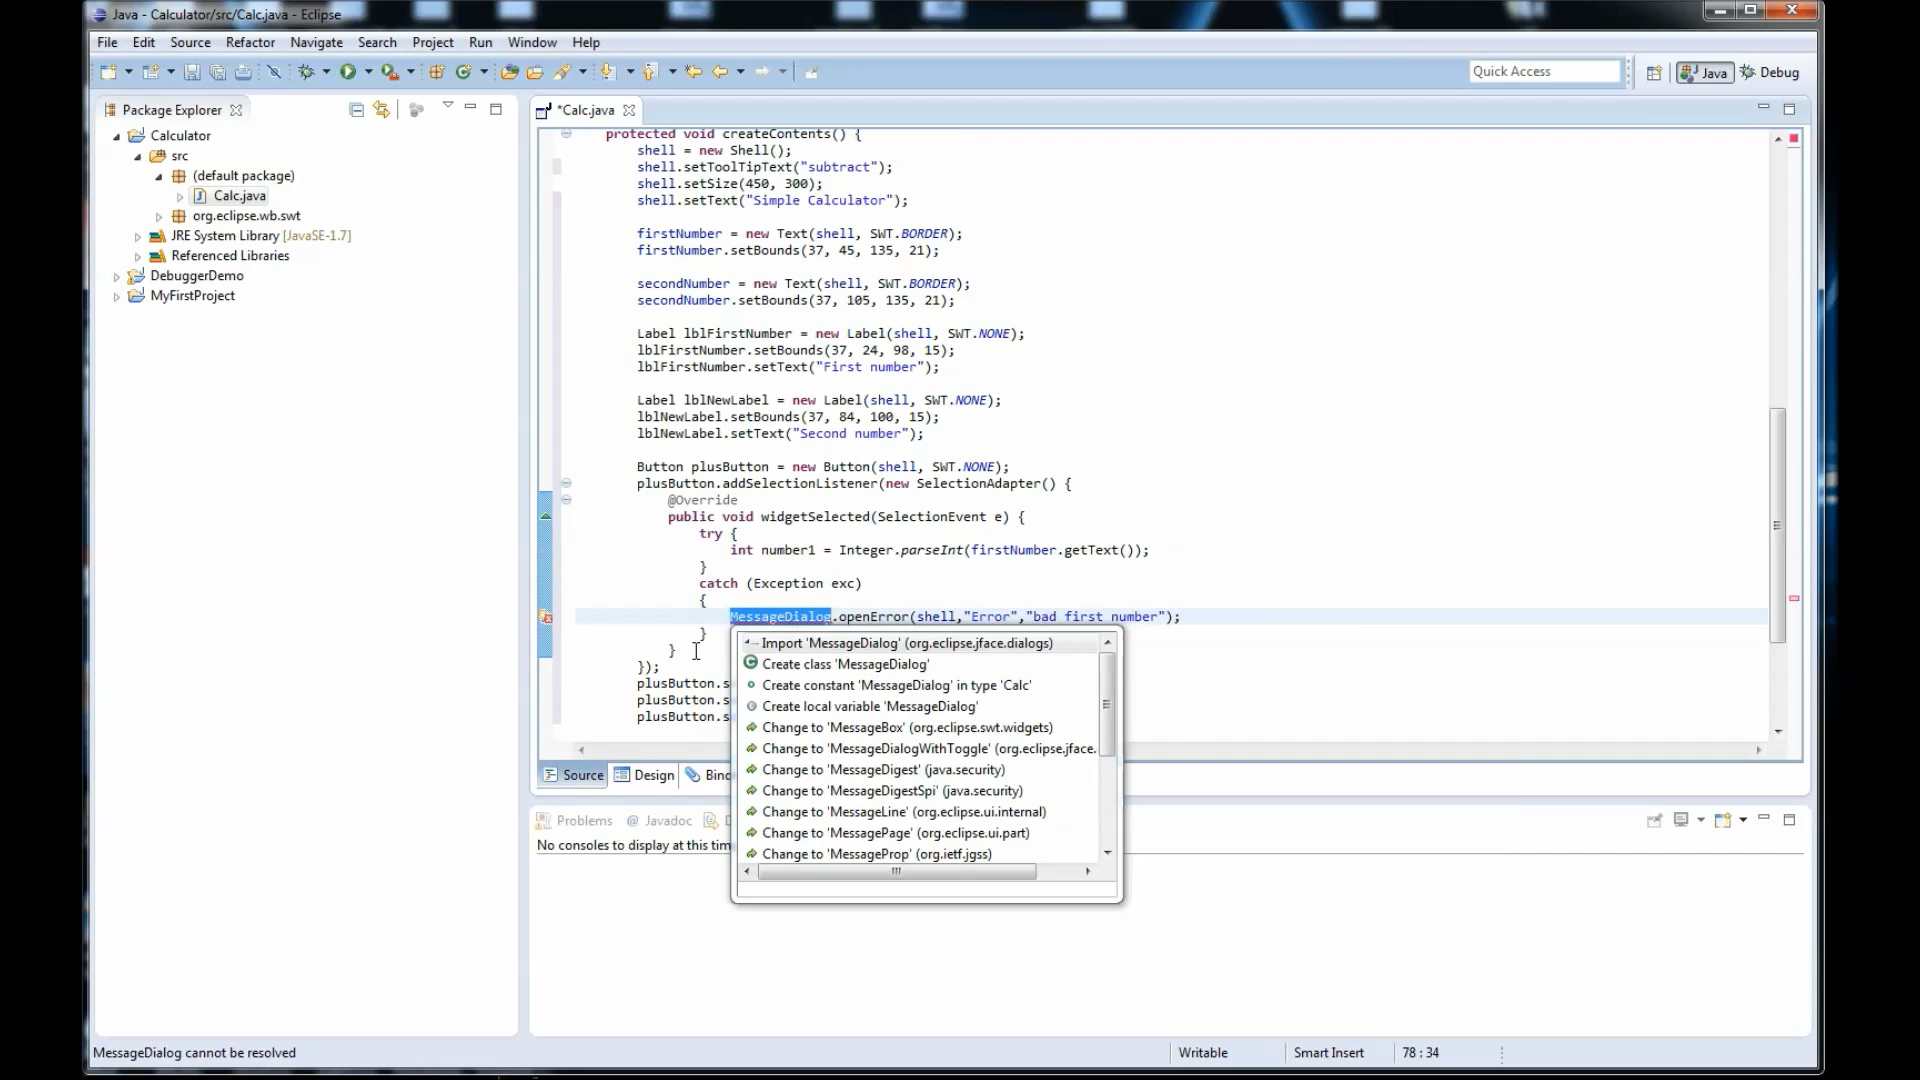 Java - Calculator/src/Calc.java - Eclipse
File Edit Source Refactor Navigate Search Project Run Window Help
Quick Access
Java
Debug
Package Explorer
Calculator
src
(default package)
Calc.java
org.eclipse.wb.swt
JRE System Library [JavaSE-1.7]
Referenced Libraries
DebuggerDemo
MyFirstProject
*Calc.java
protected void createContents() {
shell = new Shell();
shell.setToolTipText("subtract");
shell.setSize(450, 300);
shell.setText("Simple Calculator");
firstNumber = new Text(shell, SWT.BORDER);
firstNumber.setBounds(37, 45, 135, 21);
secondNumber = new Text(shell, SWT.BORDER);
secondNumber.setBounds(37, 105, 135, 21);
Label lblFirstNumber = new Label(shell, SWT.NONE);
lblFirstNumber.setBounds(37, 24, 98, 15);
lblFirstNumber.setText("First number");
Label lblNewLabel = new Label(shell, SWT.NONE);
lblNewLabel.setBounds(37, 84, 100, 15);
lblNewLabel.setText("Second number");
Button plusButton = new Button(shell, SWT.NONE);
plusButton.addSelectionListener(new SelectionAdapter() {
@Override
public void widgetSelected(SelectionEvent e) {
try {
int number1 = Integer.parseInt(firstNumber.getText());
}
catch (Exception exc)
{
MessageDialog.openError(shell,"Error","bad first number");
}
}
});
plusButton.s
plusButton.s
plusButton.s
Import 'MessageDialog' (org.eclipse.jface.dialogs)
Create class 'MessageDialog'
Create constant 'MessageDialog' in type 'Calc'
Create local variable 'MessageDialog'
Change to 'MessageBox' (org.eclipse.swt.widgets)
Change to 'MessageDialogWithToggle' (org.eclipse.jface.
Change to 'MessageDigest' (java.security)
Change to 'MessageDigestSpi' (java.security)
Change to 'MessageLine' (org.eclipse.ui.internal)
Change to 'MessagePage' (org.eclipse.ui.part)
Change to 'MessageProp' (org.ietf.jgss)
Source Design Bin
Problems @ Javadoc
No consoles to display at this tim
MessageDialog cannot be resolved
Writable
Smart Insert
78 : 34